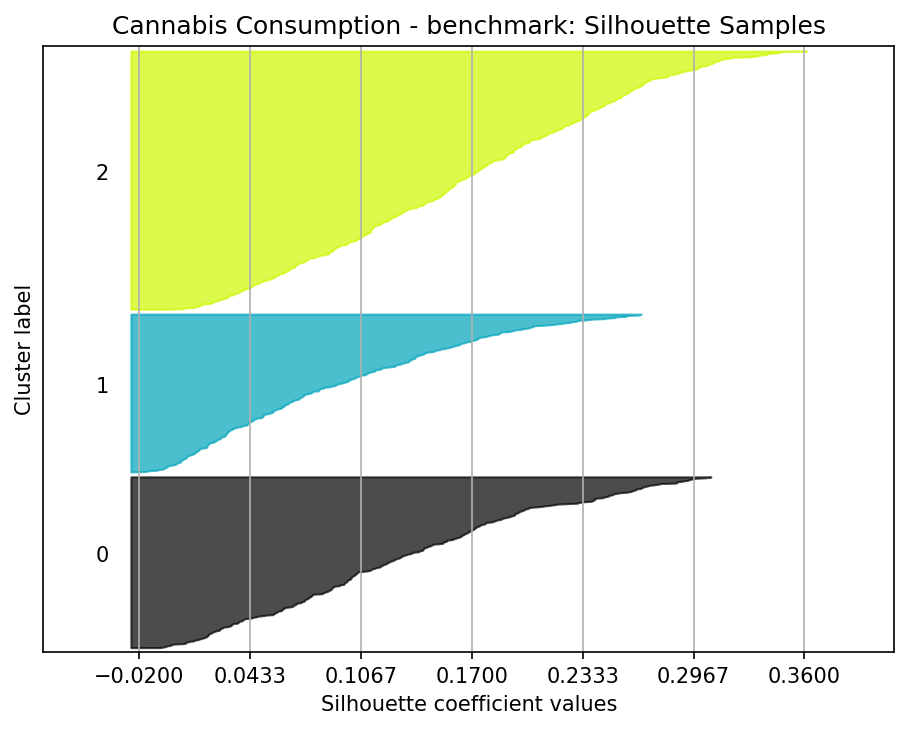 Cannabis Consumption - benchmark: Silhouette Samples
2
1
0
Cluster label
−0.0200 0.0433 0.1067 0.1700 0.2333 0.2967 0.3600
Silhouette coefficient values